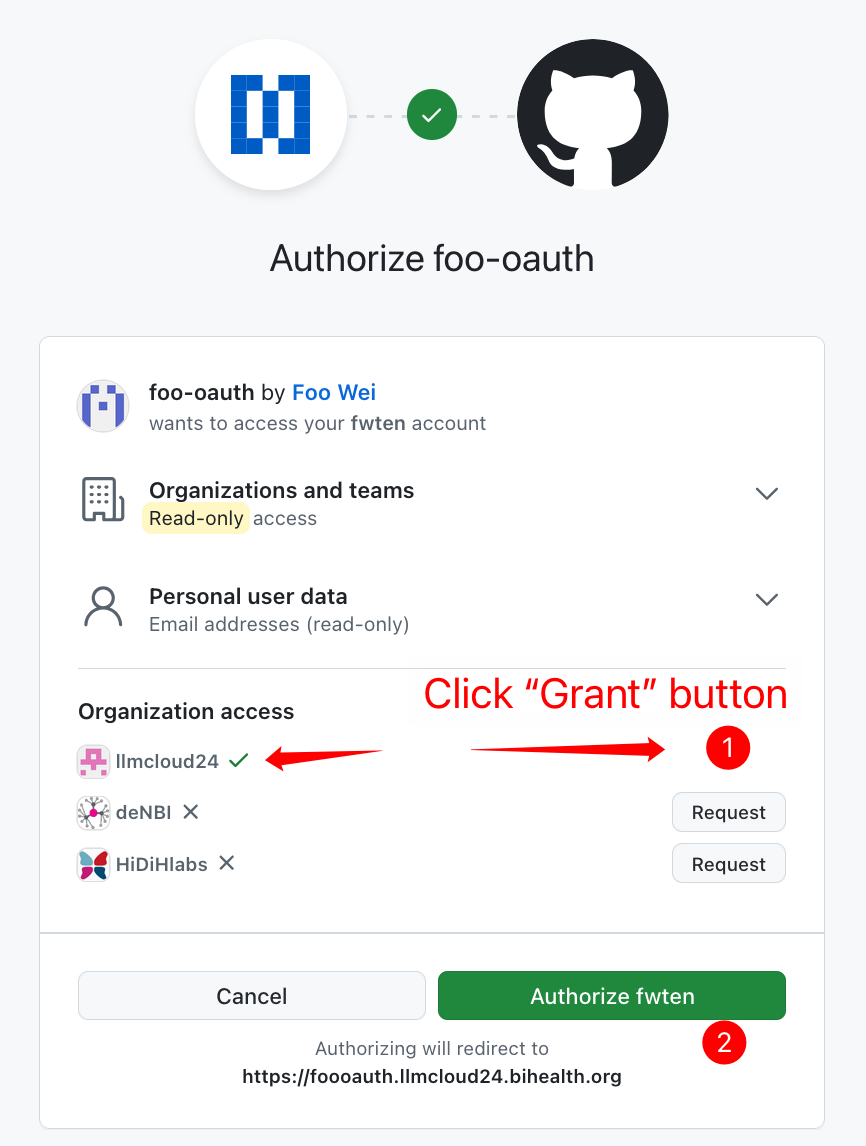 Authorize foo-oauth
foo-oauth by Foo Wei
wants to access your fwten account
Organizations and teams
Read-only access
Personal user data
Email addresses (read-only)
Click “Grant” button
Organization access
1
llmcloud24
deNBI
Request
HiDiHlabs
Request
Cancel
Authorize fwten
2
Authorizing will redirect to
https://foooauth.llmcloud24.bihealth.org